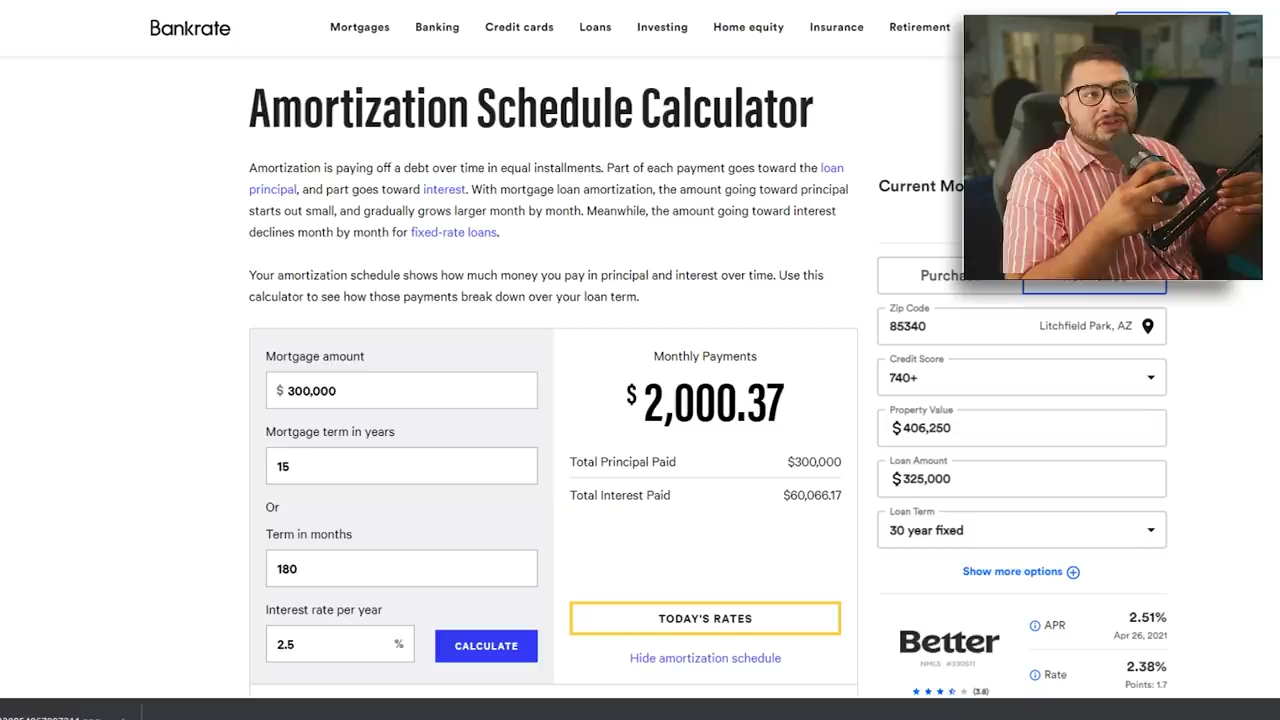 Bankrate
Mortgages Banking Credit cards Loans Investing Home equity Insurance Retirement
Amortization Schedule Calculator
Amortization is paying off a debt over time in equal installments. Part of each payment goes toward the loan
principal, and part goes toward interest. With mortgage loan amortization, the amount going toward principal
starts out small, and gradually grows larger month by month. Meanwhile, the amount going toward interest
declines month by month for fixed-rate loans.
Your amortization schedule shows how much money you pay in principal and interest over time. Use this
calculator to see how those payments break down over your loan term.
Mortgage amount
$ 300,000
Mortgage term in years
15
Or
Term in months
180
Interest rate per year
2.5 %
CALCULATE
Monthly Payments
$ 2,000.37
Total Principal Paid $300,000
Total Interest Paid $60,066.17
TODAY'S RATES
Hide amortization schedule
Current Mo
Purcha
Zip Code
85340 Litchfield Park, AZ
Credit Score
740+
Property Value
$406,250
Loan Amount
$325,000
Loan Term
30 year fixed
Show more options
Better
NMLS #330511
(3.8)
APR 2.51%
Apr 26, 2021
Rate 2.38%
Points: 1.7